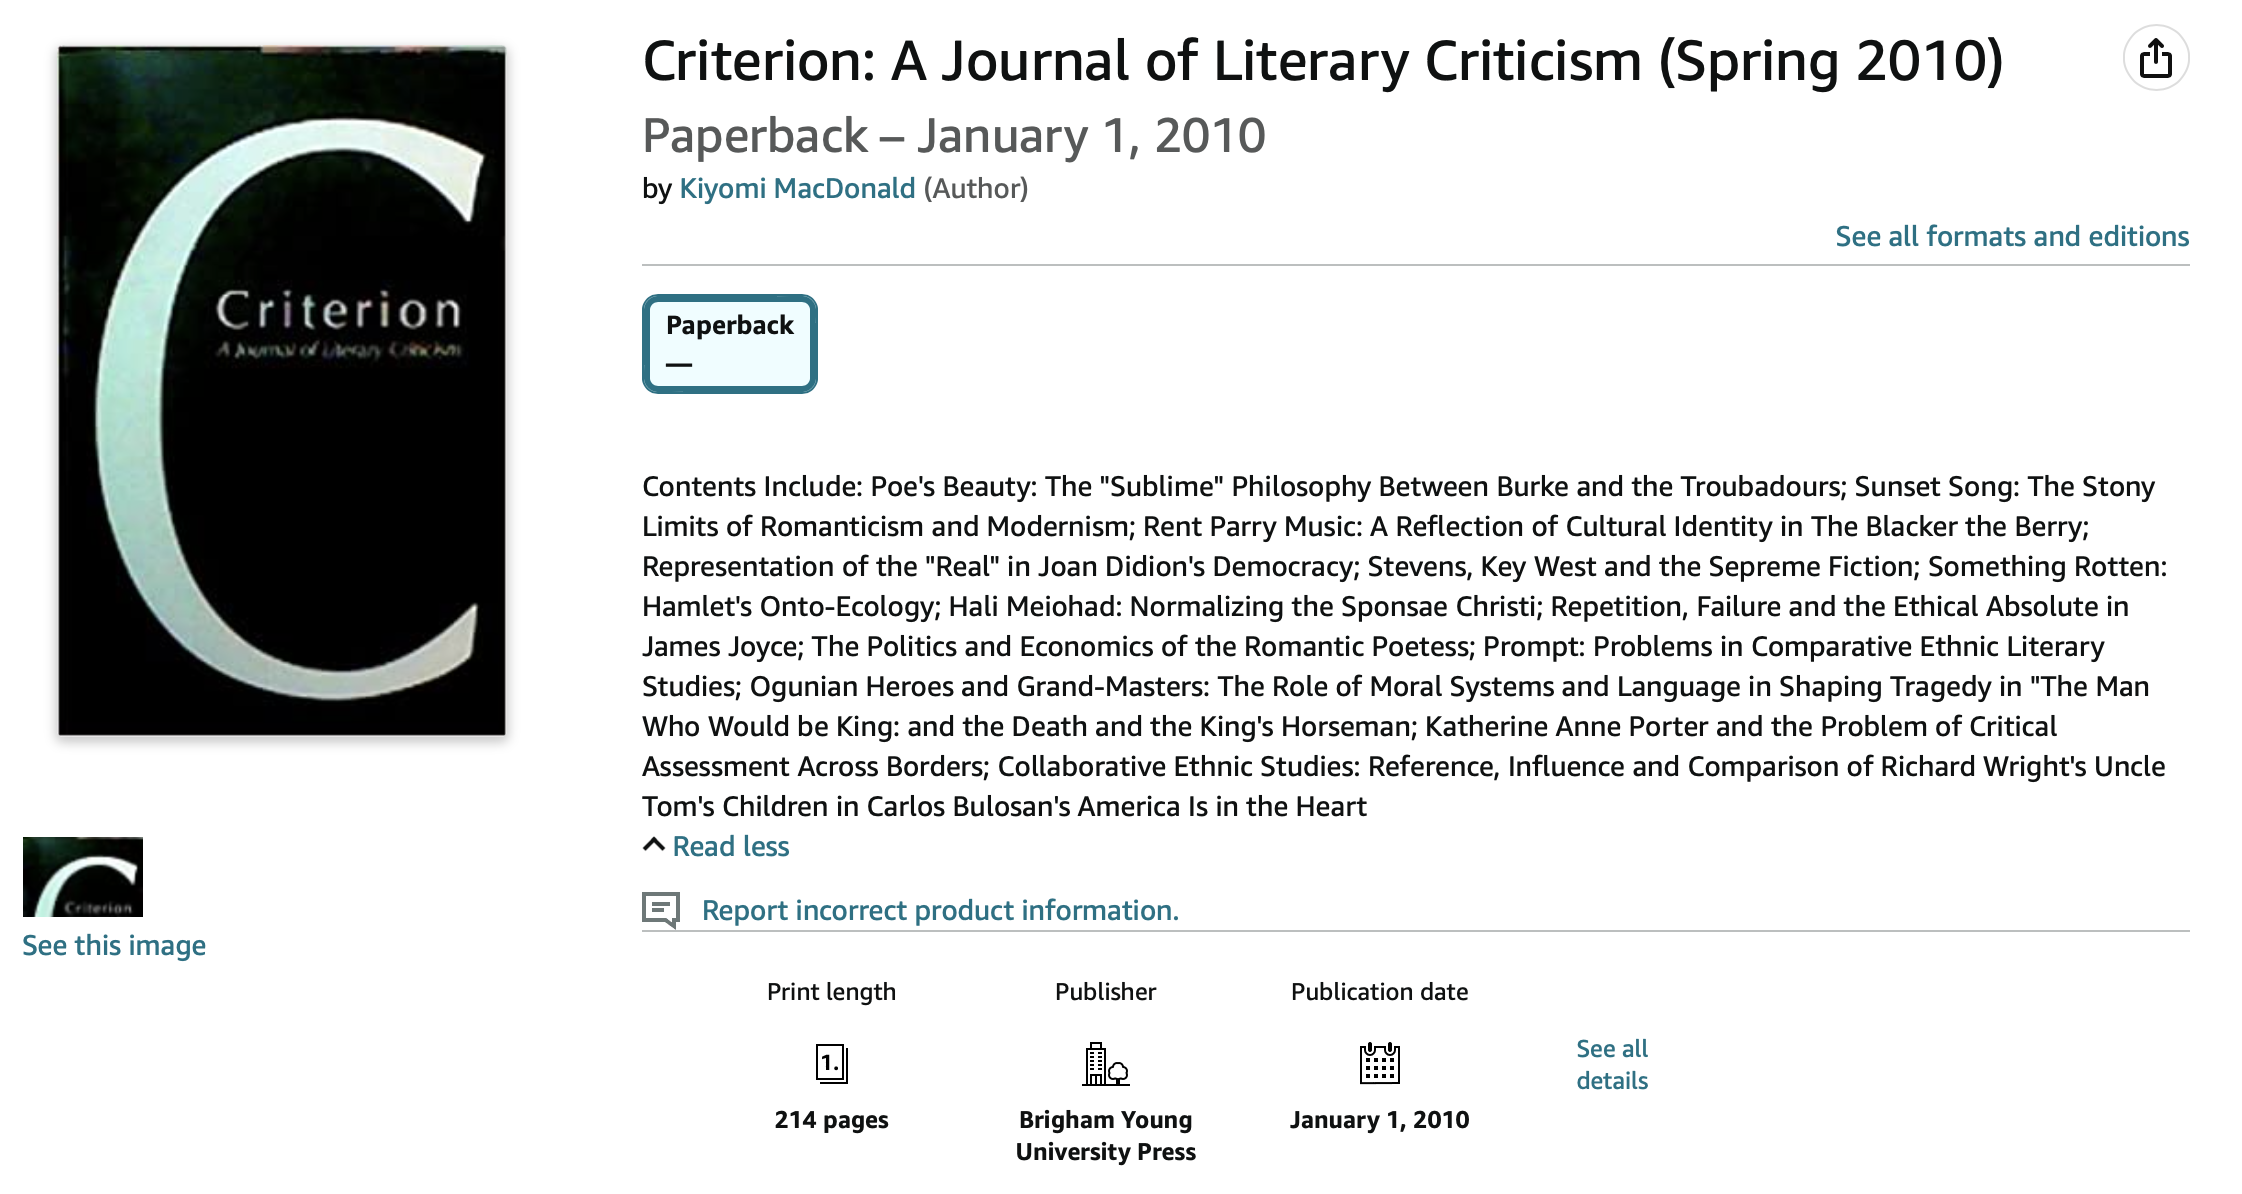 Criterion: A Journal of Literary Criticism (Spring 2010)
Paperback – January 1, 2010
by Kiyomi MacDonald (Author)
See all formats and editions
Paperback
—
Criterion
A Journal of Literary Criticism
Contents Include: Poe's Beauty: The "Sublime" Philosophy Between Burke and the Troubadours; Sunset Song: The Stony
Limits of Romanticism and Modernism; Rent Parry Music: A Reflection of Cultural Identity in The Blacker the Berry;
Representation of the "Real" in Joan Didion's Democracy; Stevens, Key West and the Sepreme Fiction; Something Rotten:
Hamlet's Onto-Ecology; Hali Meiohad: Normalizing the Sponsae Christi; Repetition, Failure and the Ethical Absolute in
James Joyce; The Politics and Economics of the Romantic Poetess; Prompt: Problems in Comparative Ethnic Literary
Studies; Ogunian Heroes and Grand-Masters: The Role of Moral Systems and Language in Shaping Tragedy in "The Man
Who Would be King: and the Death and the King's Horseman; Katherine Anne Porter and the Problem of Critical
Assessment Across Borders; Collaborative Ethnic Studies: Reference, Influence and Comparison of Richard Wright's Uncle
Tom's Children in Carlos Bulosan's America Is in the Heart
Read less
Report incorrect product information.
Criterion
See this image
Print length
1.
214 pages
Publisher
Brigham Young
University Press
Publication date
January 1, 2010
See all
details